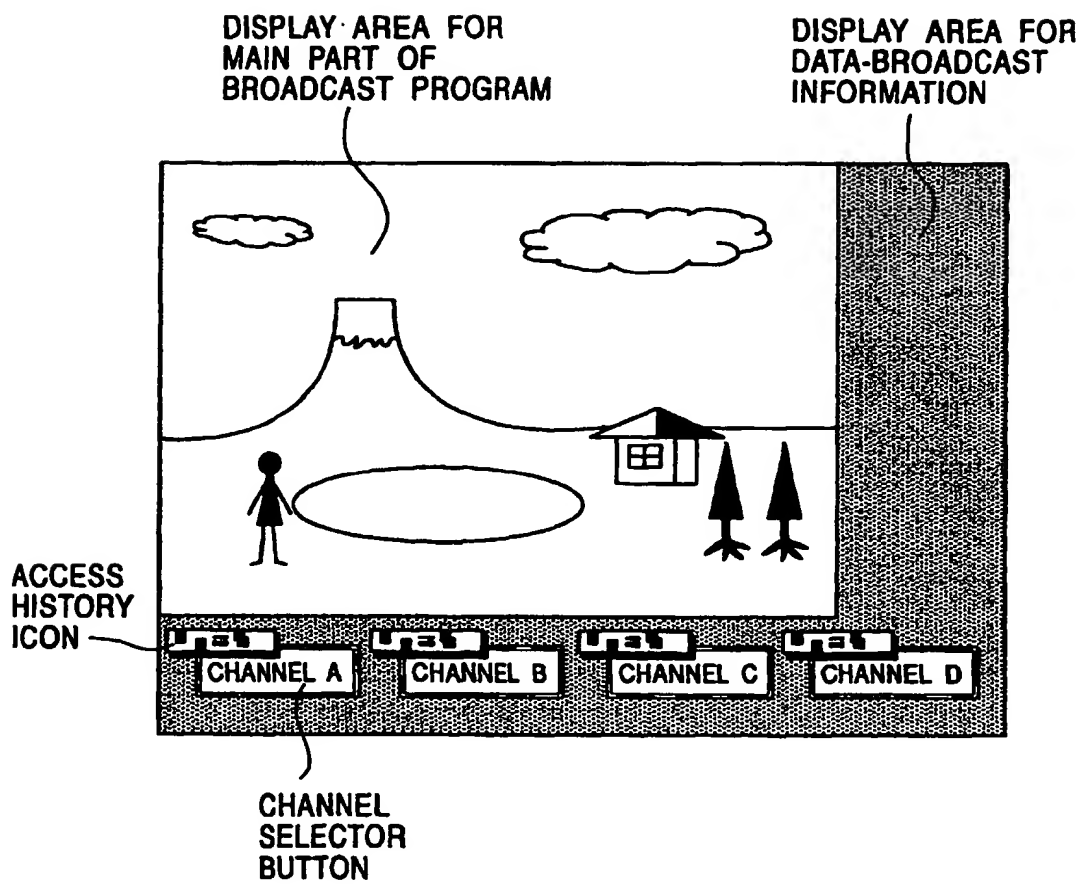 DISPLAY AREA FOR
MAIN PART OF
BROADCAST PROGRAM
DISPLAY AREA FOR
DATA-BROADCAST
INFORMATION
ACCESS
HISTORY
ICON
CHANNEL A
CHANNEL B
CHANNEL C
CHANNEL D
CHANNEL
SELECTOR
BUTTON